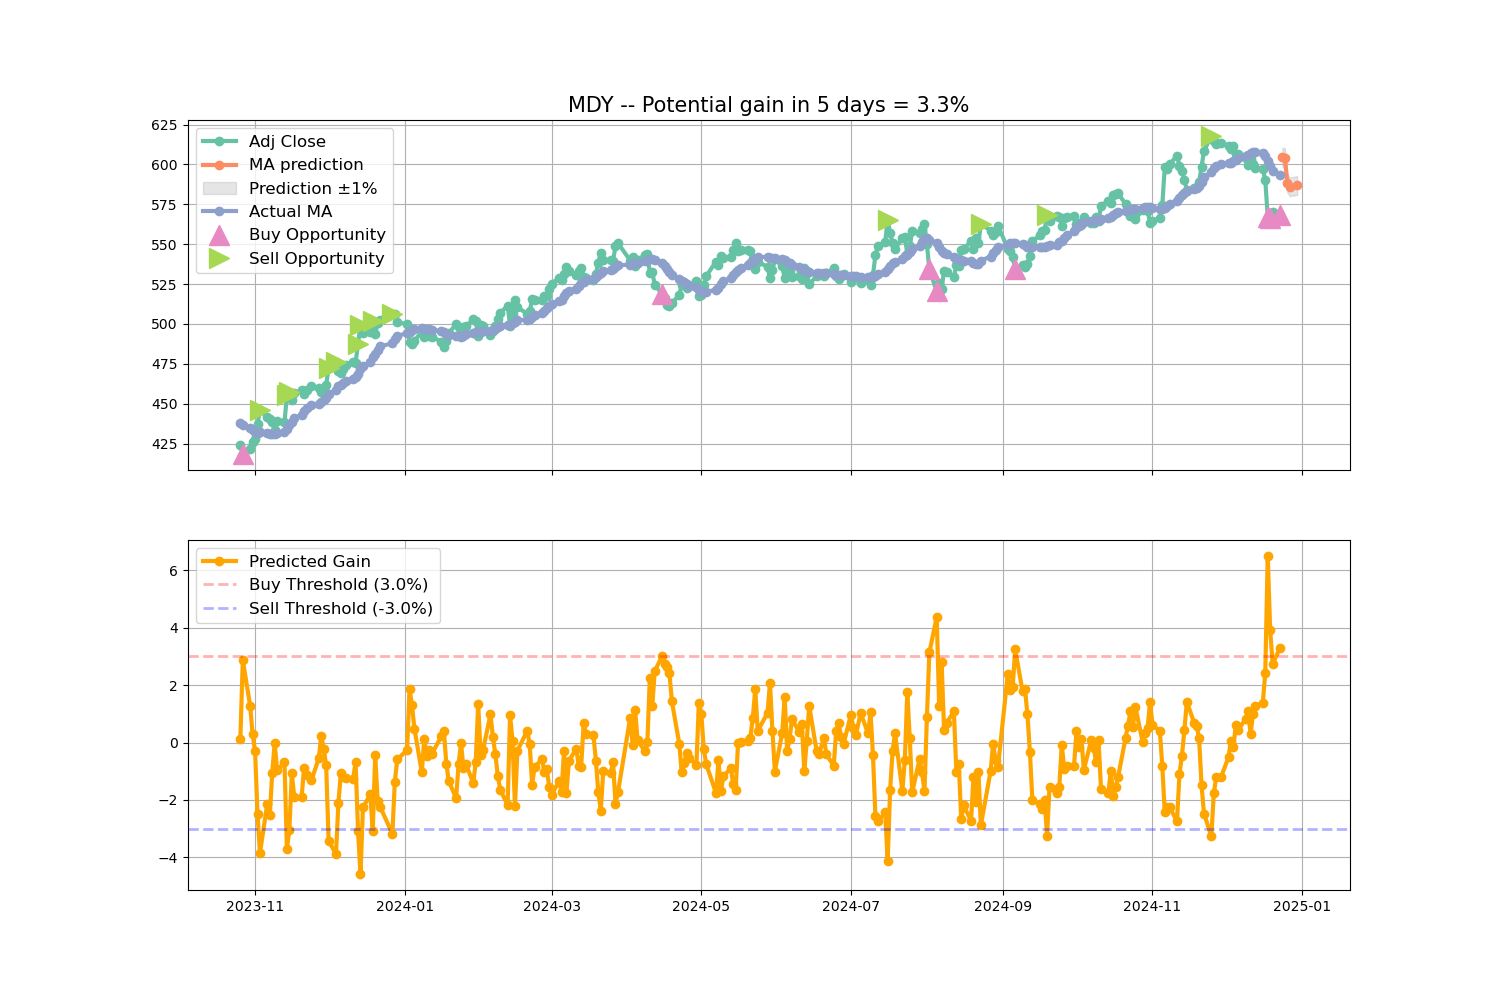 MDY -- Potential gain in 5 days = 3.3%
625
600
575
550
525
500
475
450
425
Adj Close
MA prediction
Prediction ±1%
Actual MA
Buy Opportunity
Sell Opportunity
6
4
2
0
−2
−4
Predicted Gain
Buy Threshold (3.0%)
Sell Threshold (-3.0%)
2023-11 2024-01 2024-03 2024-05 2024-07 2024-09 2024-11 2025-01